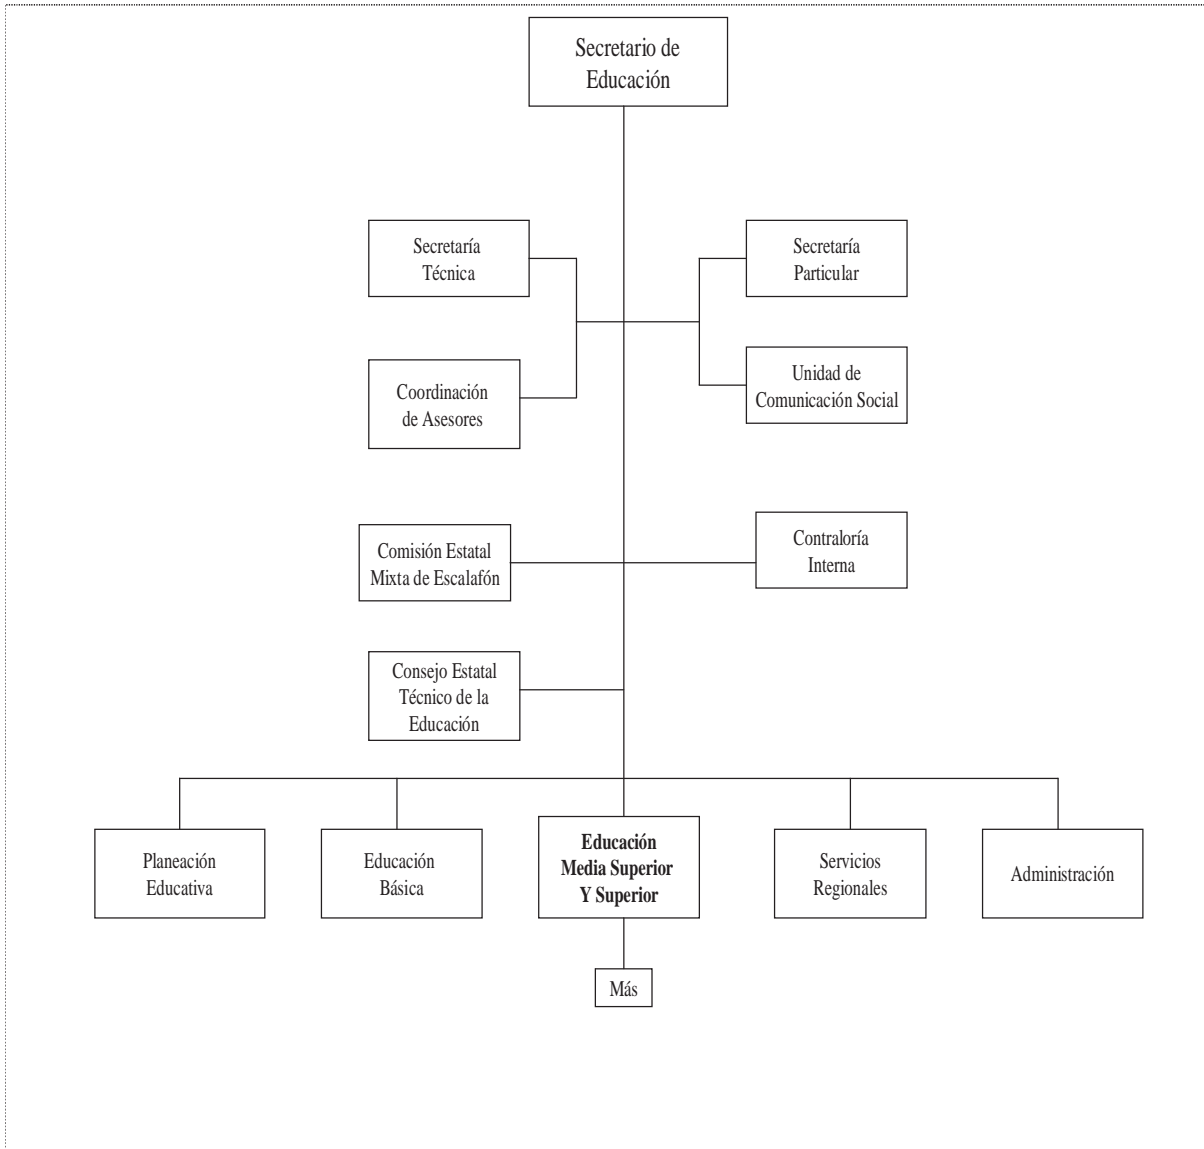 Secretario de
Educación
Secretaría
Técnica
Secretaría
Particular
Coordinación
de Asesores
Unidad de
Comunicación Social
Comisión Estatal
Mixta de Escalafón
Contraloría
Interna
Consejo Estatal
Técnico de la
Educación
Planeación
Educativa
Educación
Básica
Educación
Media Superior
Y Superior
Servicios
Regionales
Administración
Más